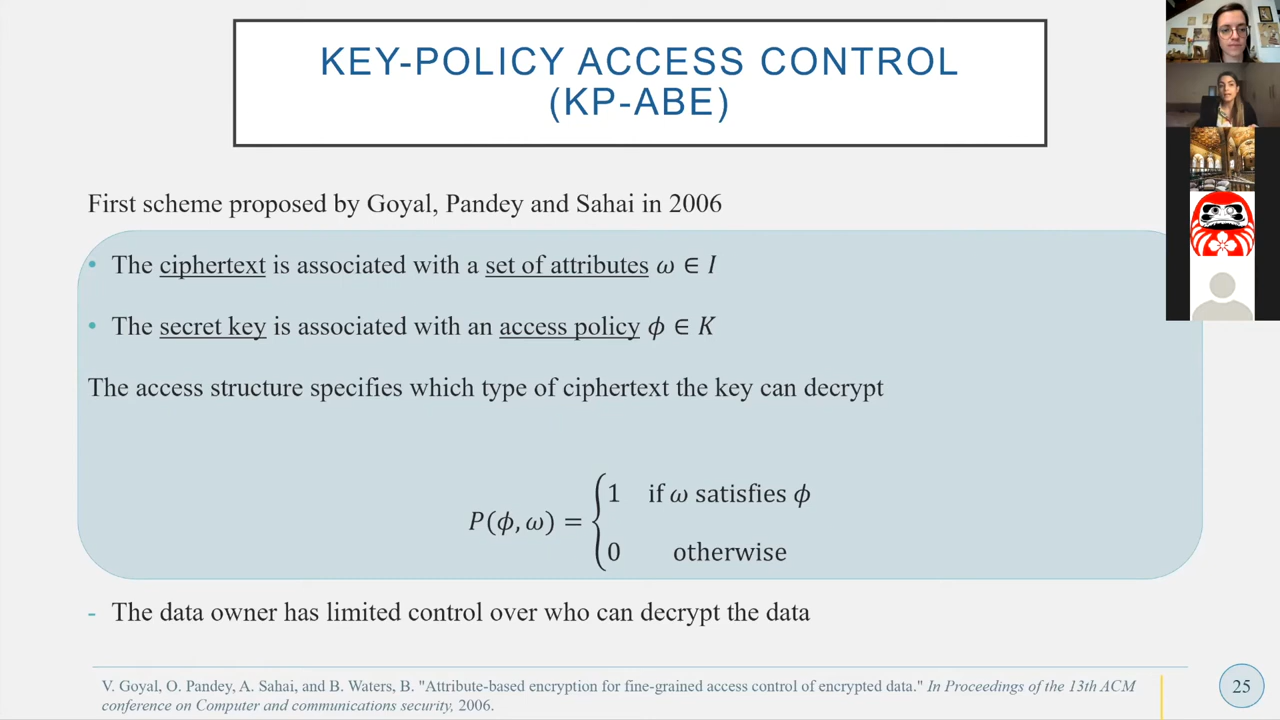 KEY-POLICY ACCESS CONTROL
(KP-ABE)
First scheme proposed by Goyal, Pandey and Sahai in 2006
• The ciphertext is associated with a set of attributes ω ∈ I
• The secret key is associated with an access policy ϕ ∈ K
The access structure specifies which type of ciphertext the key can decrypt
1 if ω satisfies ϕ
P(ϕ, ω) = {
0 otherwise
- The data owner has limited control over who can decrypt the data
V. Goyal, O. Pandey, A. Sahai, and B. Waters, B. "Attribute-based encryption for fine-grained access control of encrypted data." In Proceedings of the 13th ACM
conference on Computer and communications security, 2006.
25